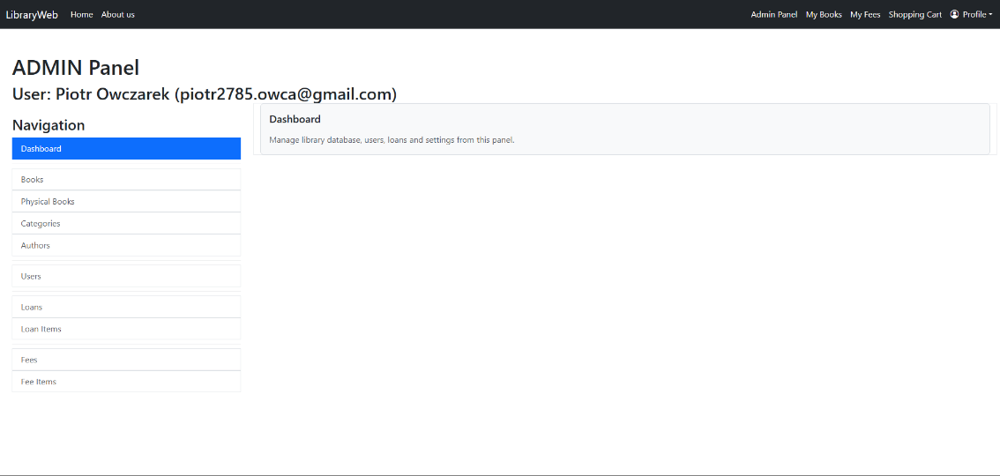 LibraryWeb Home About us Admin Panel My Books My Fees Shopping Cart Profile
ADMIN Panel
User: Piotr Owczarek (piotr2785.owca@gmail.com)
Navigation
Dashboard
Books
Physical Books
Categories
Authors
Users
Loans
Loan Items
Fees
Fee Items
Dashboard
Manage library database, users, loans and settings from this panel.